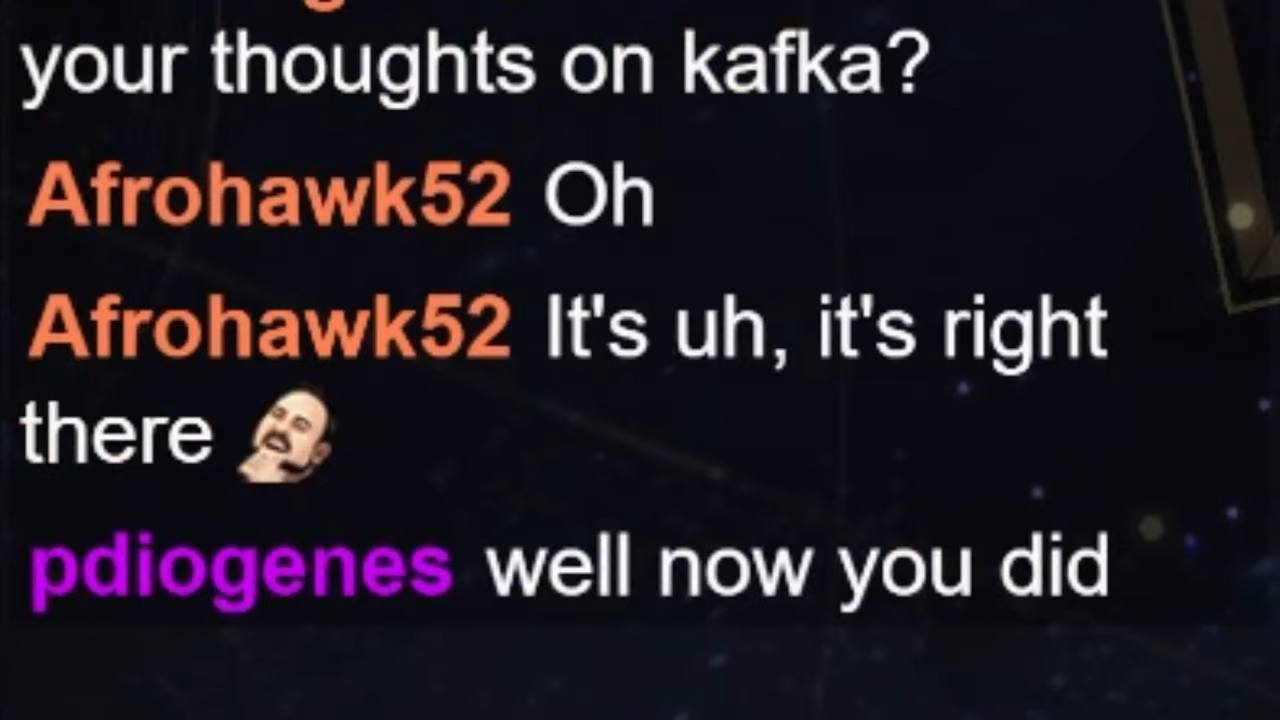 your thoughts on kafka?
Afrohawk52 Oh
Afrohawk52 It's uh, it's right
there
pdiogenes well now you did